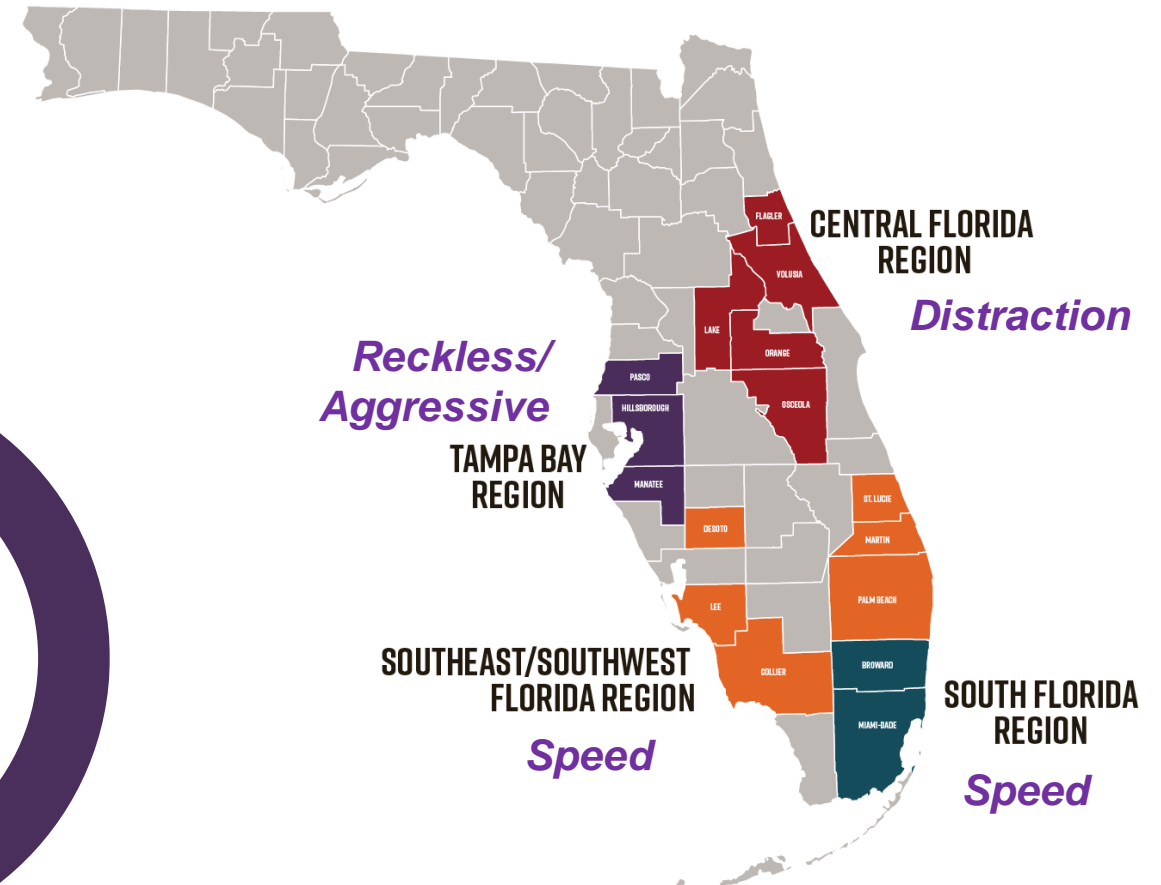 FLAGLER
CENTRAL FLORIDA
REGION
VOLUSIA
Distraction
LAKE
ORANGE
Reckless/
Aggressive
PASCO
OSCEOLA
HILLSBOROUGH
TAMPA BAY
REGION
MANATEE
ST. LUCIE
DESOTO
MARTIN
PALM BEACH
LEE
SOUTHEAST/SOUTHWEST
FLORIDA REGION
COLLIER
BROWARD
SOUTH FLORIDA
REGION
MIAMI-DADE
Speed
Speed